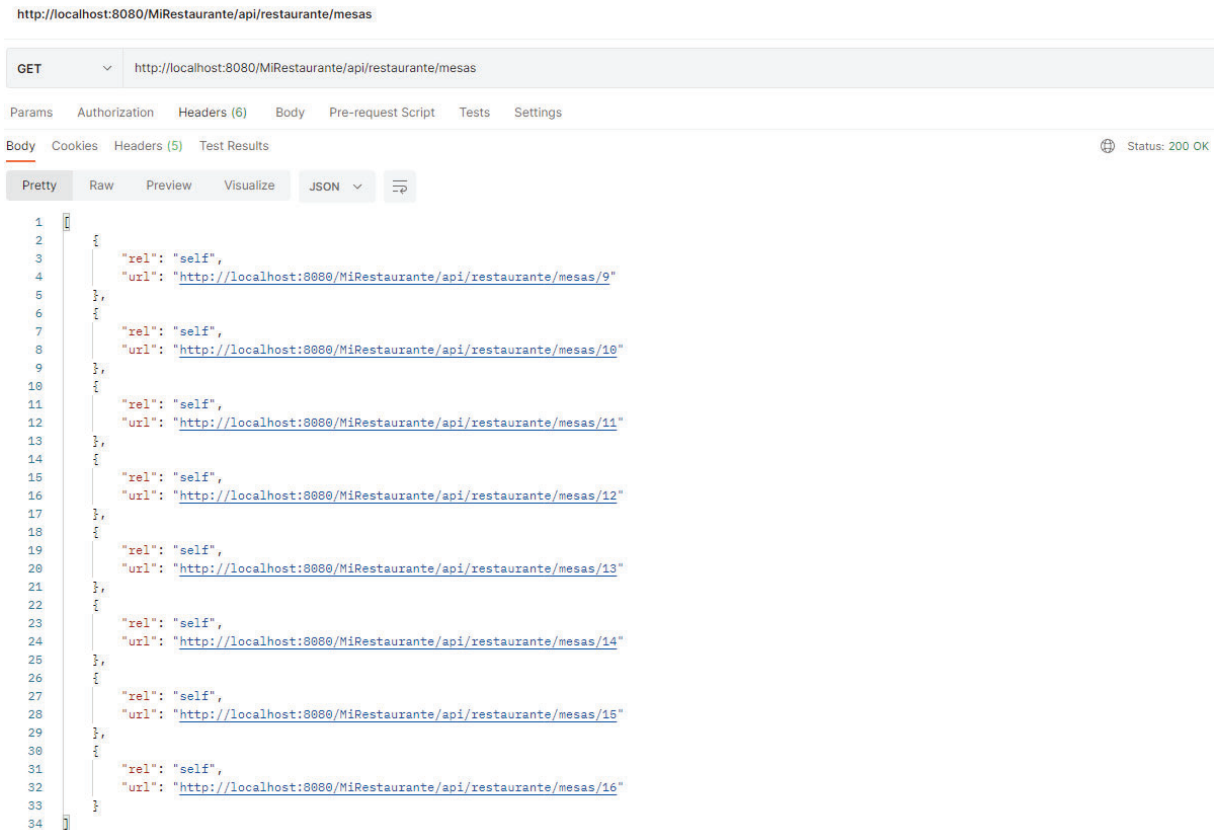 http://localhost:8080/MiRestaurante/api/restaurante/mesas
GET http://localhost:8080/MiRestaurante/api/restaurante/mesas
Params Authorization Headers (6) Body Pre-request Script Tests Settings
Body Cookies Headers (5) Test Results Status: 200 OK
Pretty Raw Preview Visualize JSON
1 [
2 {
3 "rel": "self",
4 "url": "http://localhost:8080/MiRestaurante/api/restaurante/mesas/9"
5 },
6 {
7 "rel": "self",
8 "url": "http://localhost:8080/MiRestaurante/api/restaurante/mesas/10"
9 },
10 {
11 "rel": "self",
12 "url": "http://localhost:8080/MiRestaurante/api/restaurante/mesas/11"
13 },
14 {
15 "rel": "self",
16 "url": "http://localhost:8080/MiRestaurante/api/restaurante/mesas/12"
17 },
18 {
19 "rel": "self",
20 "url": "http://localhost:8080/MiRestaurante/api/restaurante/mesas/13"
21 },
22 {
23 "rel": "self",
24 "url": "http://localhost:8080/MiRestaurante/api/restaurante/mesas/14"
25 },
26 {
27 "rel": "self",
28 "url": "http://localhost:8080/MiRestaurante/api/restaurante/mesas/15"
29 },
30 {
31 "rel": "self",
32 "url": "http://localhost:8080/MiRestaurante/api/restaurante/mesas/16"
33 }
34 ]